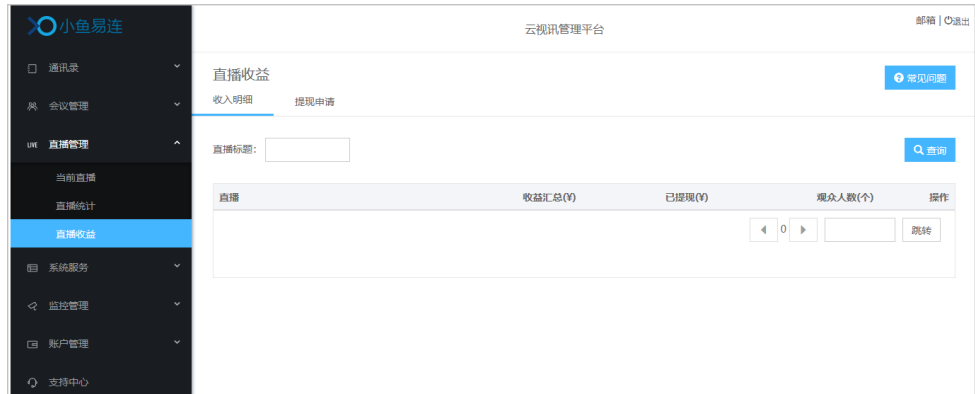 小鱼易连
云视讯管理平台
邮箱 | 退出
通讯录
会议管理
LIVE 直播管理
当前直播
直播统计
直播收益
系统服务
监控管理
账户管理
支持中心
直播收益
常见问题
收入明细 提现申请
直播标题：
查询
直播 收益汇总(¥) 已提现(¥) 观众人数(个) 操作
0 跳转